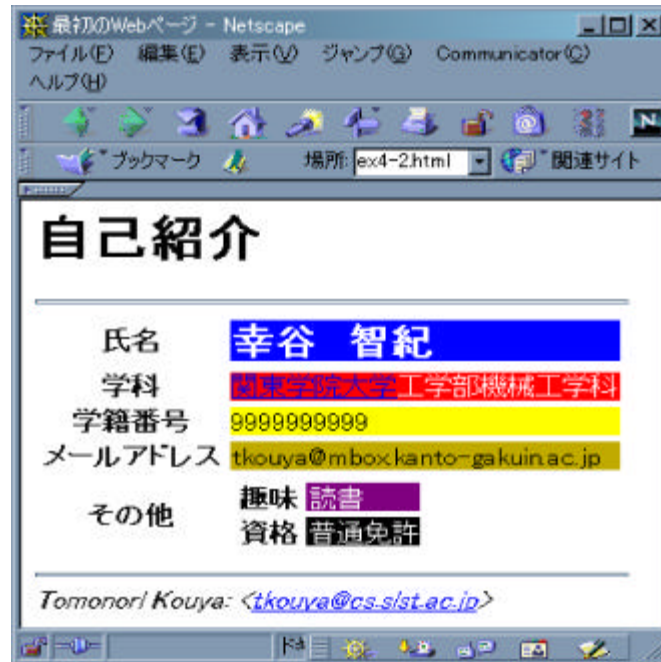 最初のWebページ - Netscape
ファイル(F) 編集(E) 表示(V) ジャンプ(G) Communicator(C)
ヘルプ(H)
ブックマーク 場所: ex4-2.html 関連サイト
自己紹介
氏名 幸谷 智紀
学科 関東学院大学工学部機械工学科
学籍番号 9999999999
メールアドレス tkouya@mbox.kanto-gakuin.ac.jp
その他 趣味 読書
資格 普通免許
Tomonori Kouya: <tkouya@cs.sist.ac.jp>